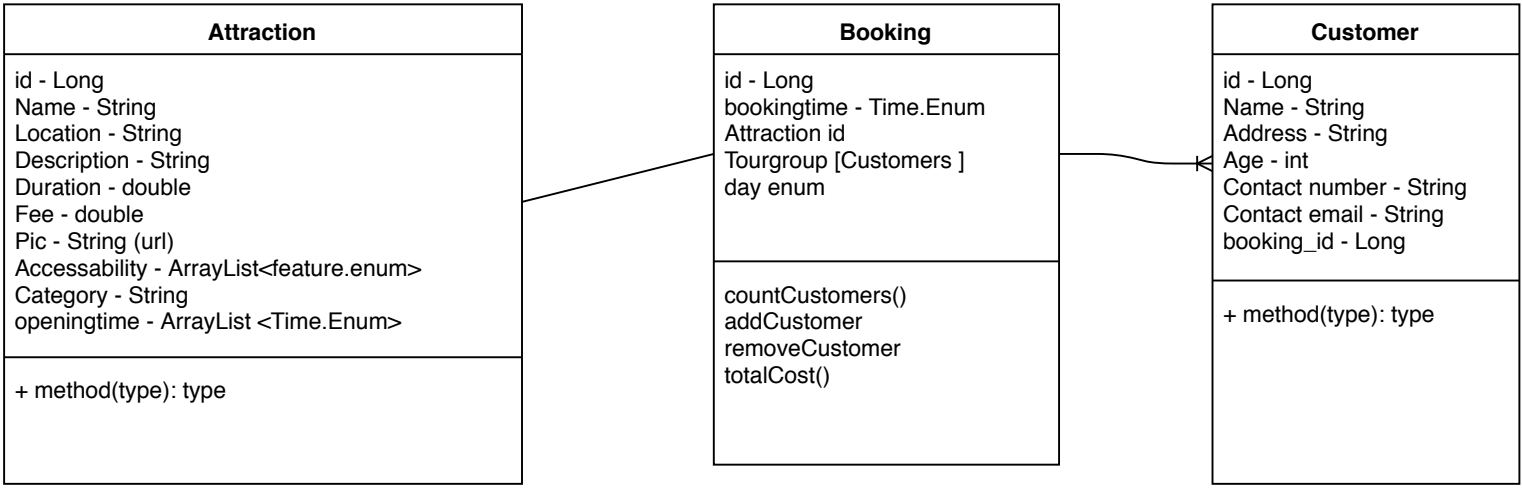 Attraction
id - Long
Name - String
Location - String
Description - String
Duration - double
Fee - double
Pic - String (url)
Accessability - ArrayList<feature.enum>
Category - String
openingtime - ArrayList <Time.Enum>
+ method(type): type
Booking
id - Long
bookingtime - Time.Enum
Attraction id
Tourgroup [Customers ]
day enum
countCustomers()
addCustomer
removeCustomer
totalCost()
Customer
id - Long
Name - String
Address - String
Age - int
Contact number - String
Contact email - String
booking_id - Long
+ method(type): type